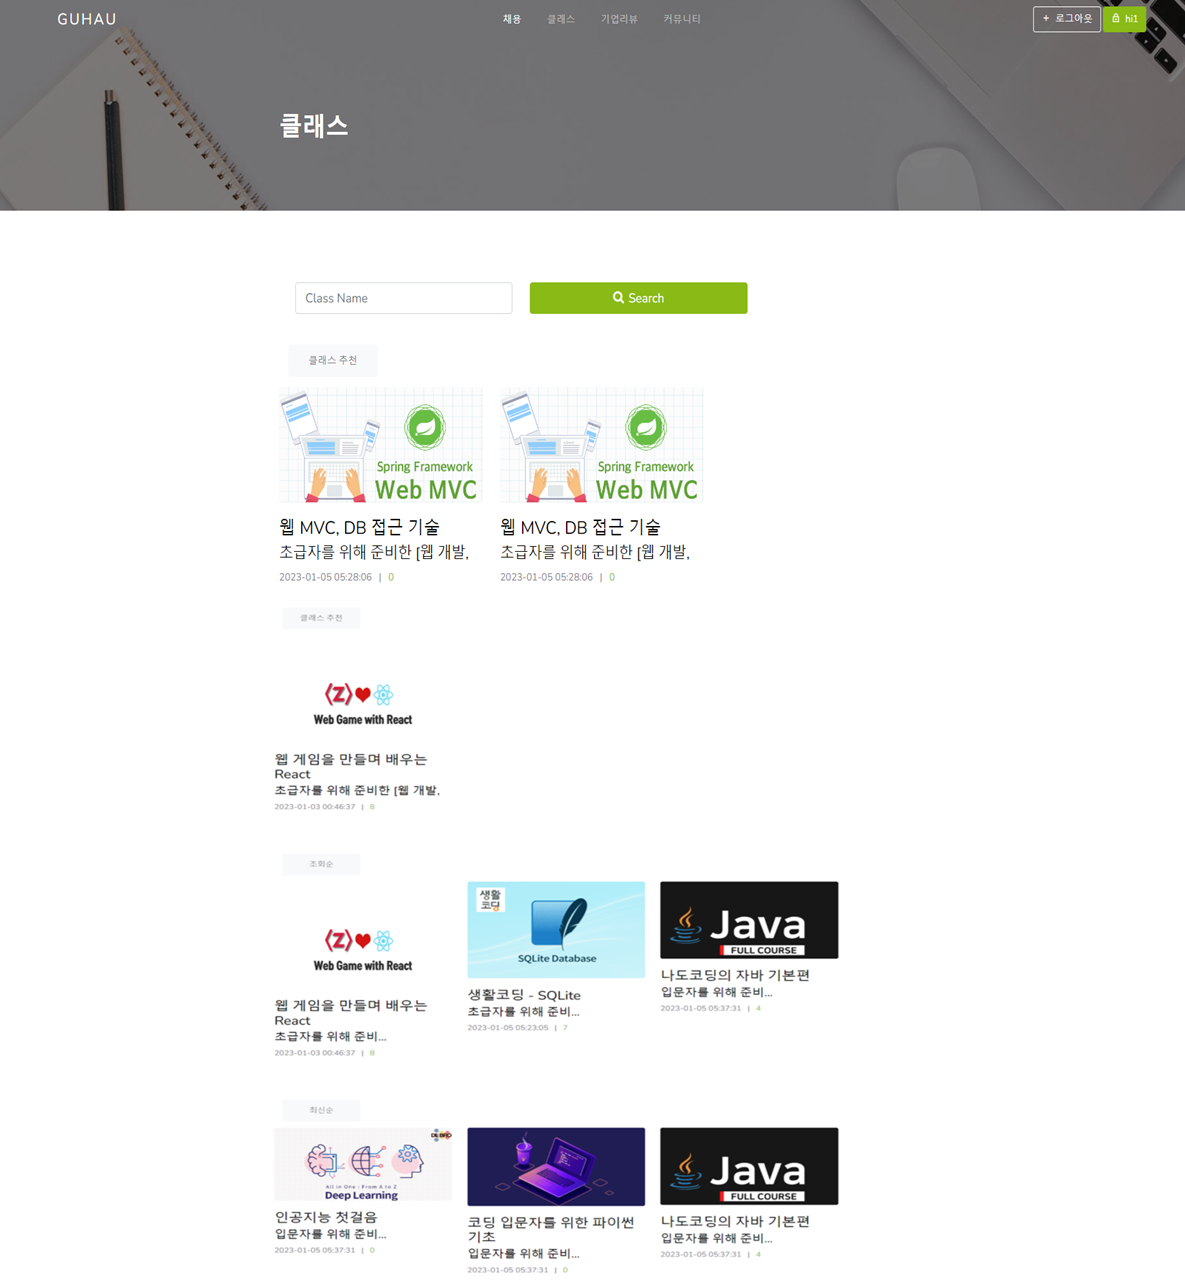 GUHAU
채용 클래스 기업리뷰 커뮤니티
+ 로그아웃 hi1
클래스
Class Name
Search
클래스 추천
Spring Framework
Web MVC
Spring Framework
Web MVC
웹 MVC, DB 접근 기술
초급자를 위해 준비한 [웹 개발,
2023-01-05 05:28:06 | 0
웹 MVC, DB 접근 기술
초급자를 위해 준비한 [웹 개발,
2023-01-05 05:28:06 | 0
클래스 추천
Web Game with React
웹 게임을 만들며 배우는
React
초급자를 위해 준비한 [웹 개발,
2023-01-03 00:46:37 | 8
조회순
Web Game with React
웹 게임을 만들며 배우는
React
초급자를 위해 준비...
2023-01-03 00:46:37 | 8
생활
코딩
SQLite Database
생활코딩 - SQLite
초급자를 위해 준비...
2023-01-05 05:23:05 | 7
Java
FULL COURSE
나도코딩의 자바 기본편
입문자를 위해 준비...
2023-01-05 05:37:31 | 4
최신순
All in One : From A to Z
Deep Learning
인공지능 첫걸음
입문자를 위해 준비...
2023-01-05 05:37:31 | 0
코딩 입문자를 위한 파이썬
기초
입문자를 위해 준비...
2023-01-05 05:37:31 | 0
Java
FULL COURSE
나도코딩의 자바 기본편
입문자를 위해 준비...
2023-01-05 05:37:31 | 4